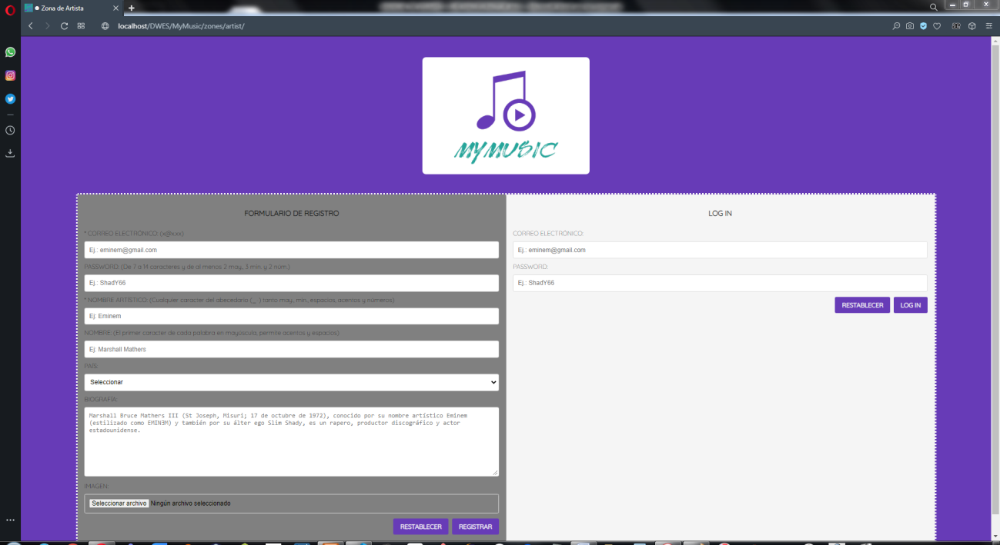 Zona de Artista
localhost/DWES/MyMusic/zones/artist/
MYMUSIC
FORMULARIO DE REGISTRO
* CORREO ELECTRÓNICO: (x@x.xx)
Ej.: eminem@gmail.com
PASSWORD: (De 7 a 14 caracteres y de al menos 2 may., 3 min. y 2 núm.)
Ej.: ShadY66
* NOMBRE ARTÍSTICO: (Cualquier caracter del abecedario (_ ) tanto may., min., espacios, acentos y números)
Ej: Eminem
NOMBRE: (El primer caracter de cada palabra en mayúscula, permite acentos y espacios)
Ej: Marshall Mathers
PAÍS:
Seleccionar
BIOGRAFÍA:
Marshall Bruce Mathers III (St Joseph, Misuri; 17 de octubre de 1972), conocido por su nombre artístico Eminem
(estilizado como EMINƎM) y también por su álter ego Slim Shady, es un rapero, productor discográfico y actor
estadounidense.
IMAGEN:
Seleccionar archivo Ningún archivo seleccionado
RESTABLECER REGISTRAR
LOG IN
CORREO ELECTRÓNICO:
Ej.: eminem@gmail.com
PASSWORD:
Ej.: ShadY66
RESTABLECER LOG IN